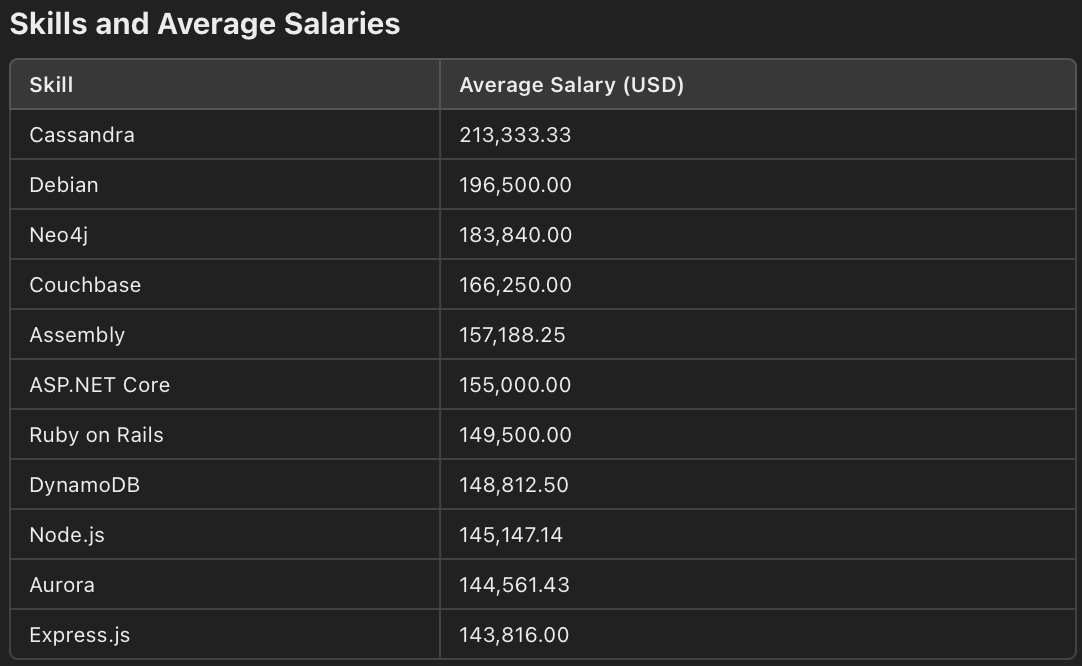 Skills and Average Salaries
Skill Average Salary (USD)
Cassandra 213,333.33
Debian 196,500.00
Neo4j 183,840.00
Couchbase 166,250.00
Assembly 157,188.25
ASP.NET Core 155,000.00
Ruby on Rails 149,500.00
DynamoDB 148,812.50
Node.js 145,147.14
Aurora 144,561.43
Express.js 143,816.00